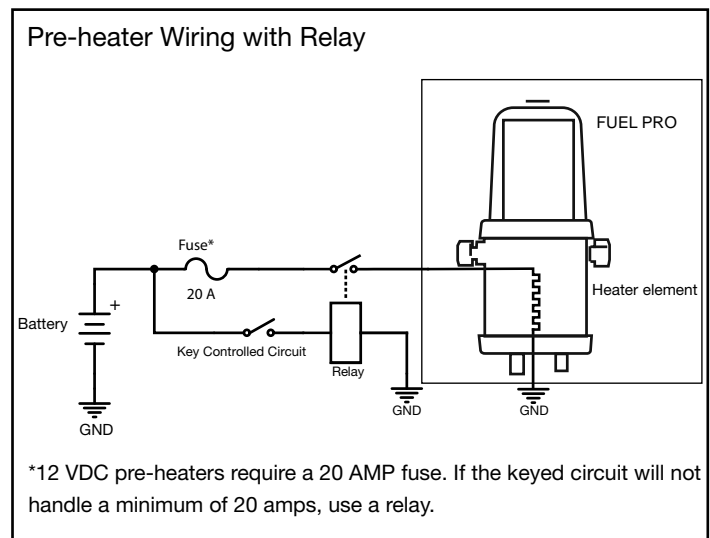 Pre-heater Wiring with Relay
FUEL PRO
Fuse*
20 A
Heater element
+
Battery
Key Controlled Circuit
Relay
GND
GND
GND
*12 VDC pre-heaters require a 20 AMP fuse. If the keyed circuit will not
handle a minimum of 20 amps, use a relay.